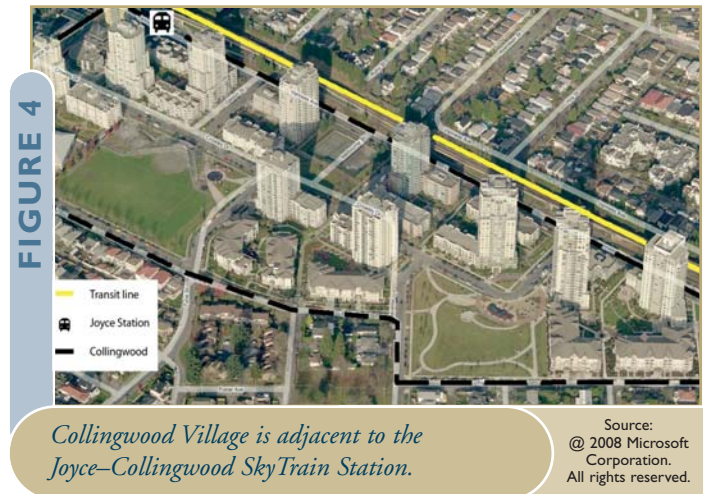 FIGURE 4
Transit line
Joyce Station
Collingwood
Collingwood Village is adjacent to the
Joyce–Collingwood SkyTrain Station.
Source:
@ 2008 Microsoft
Corporation.
All rights reserved.